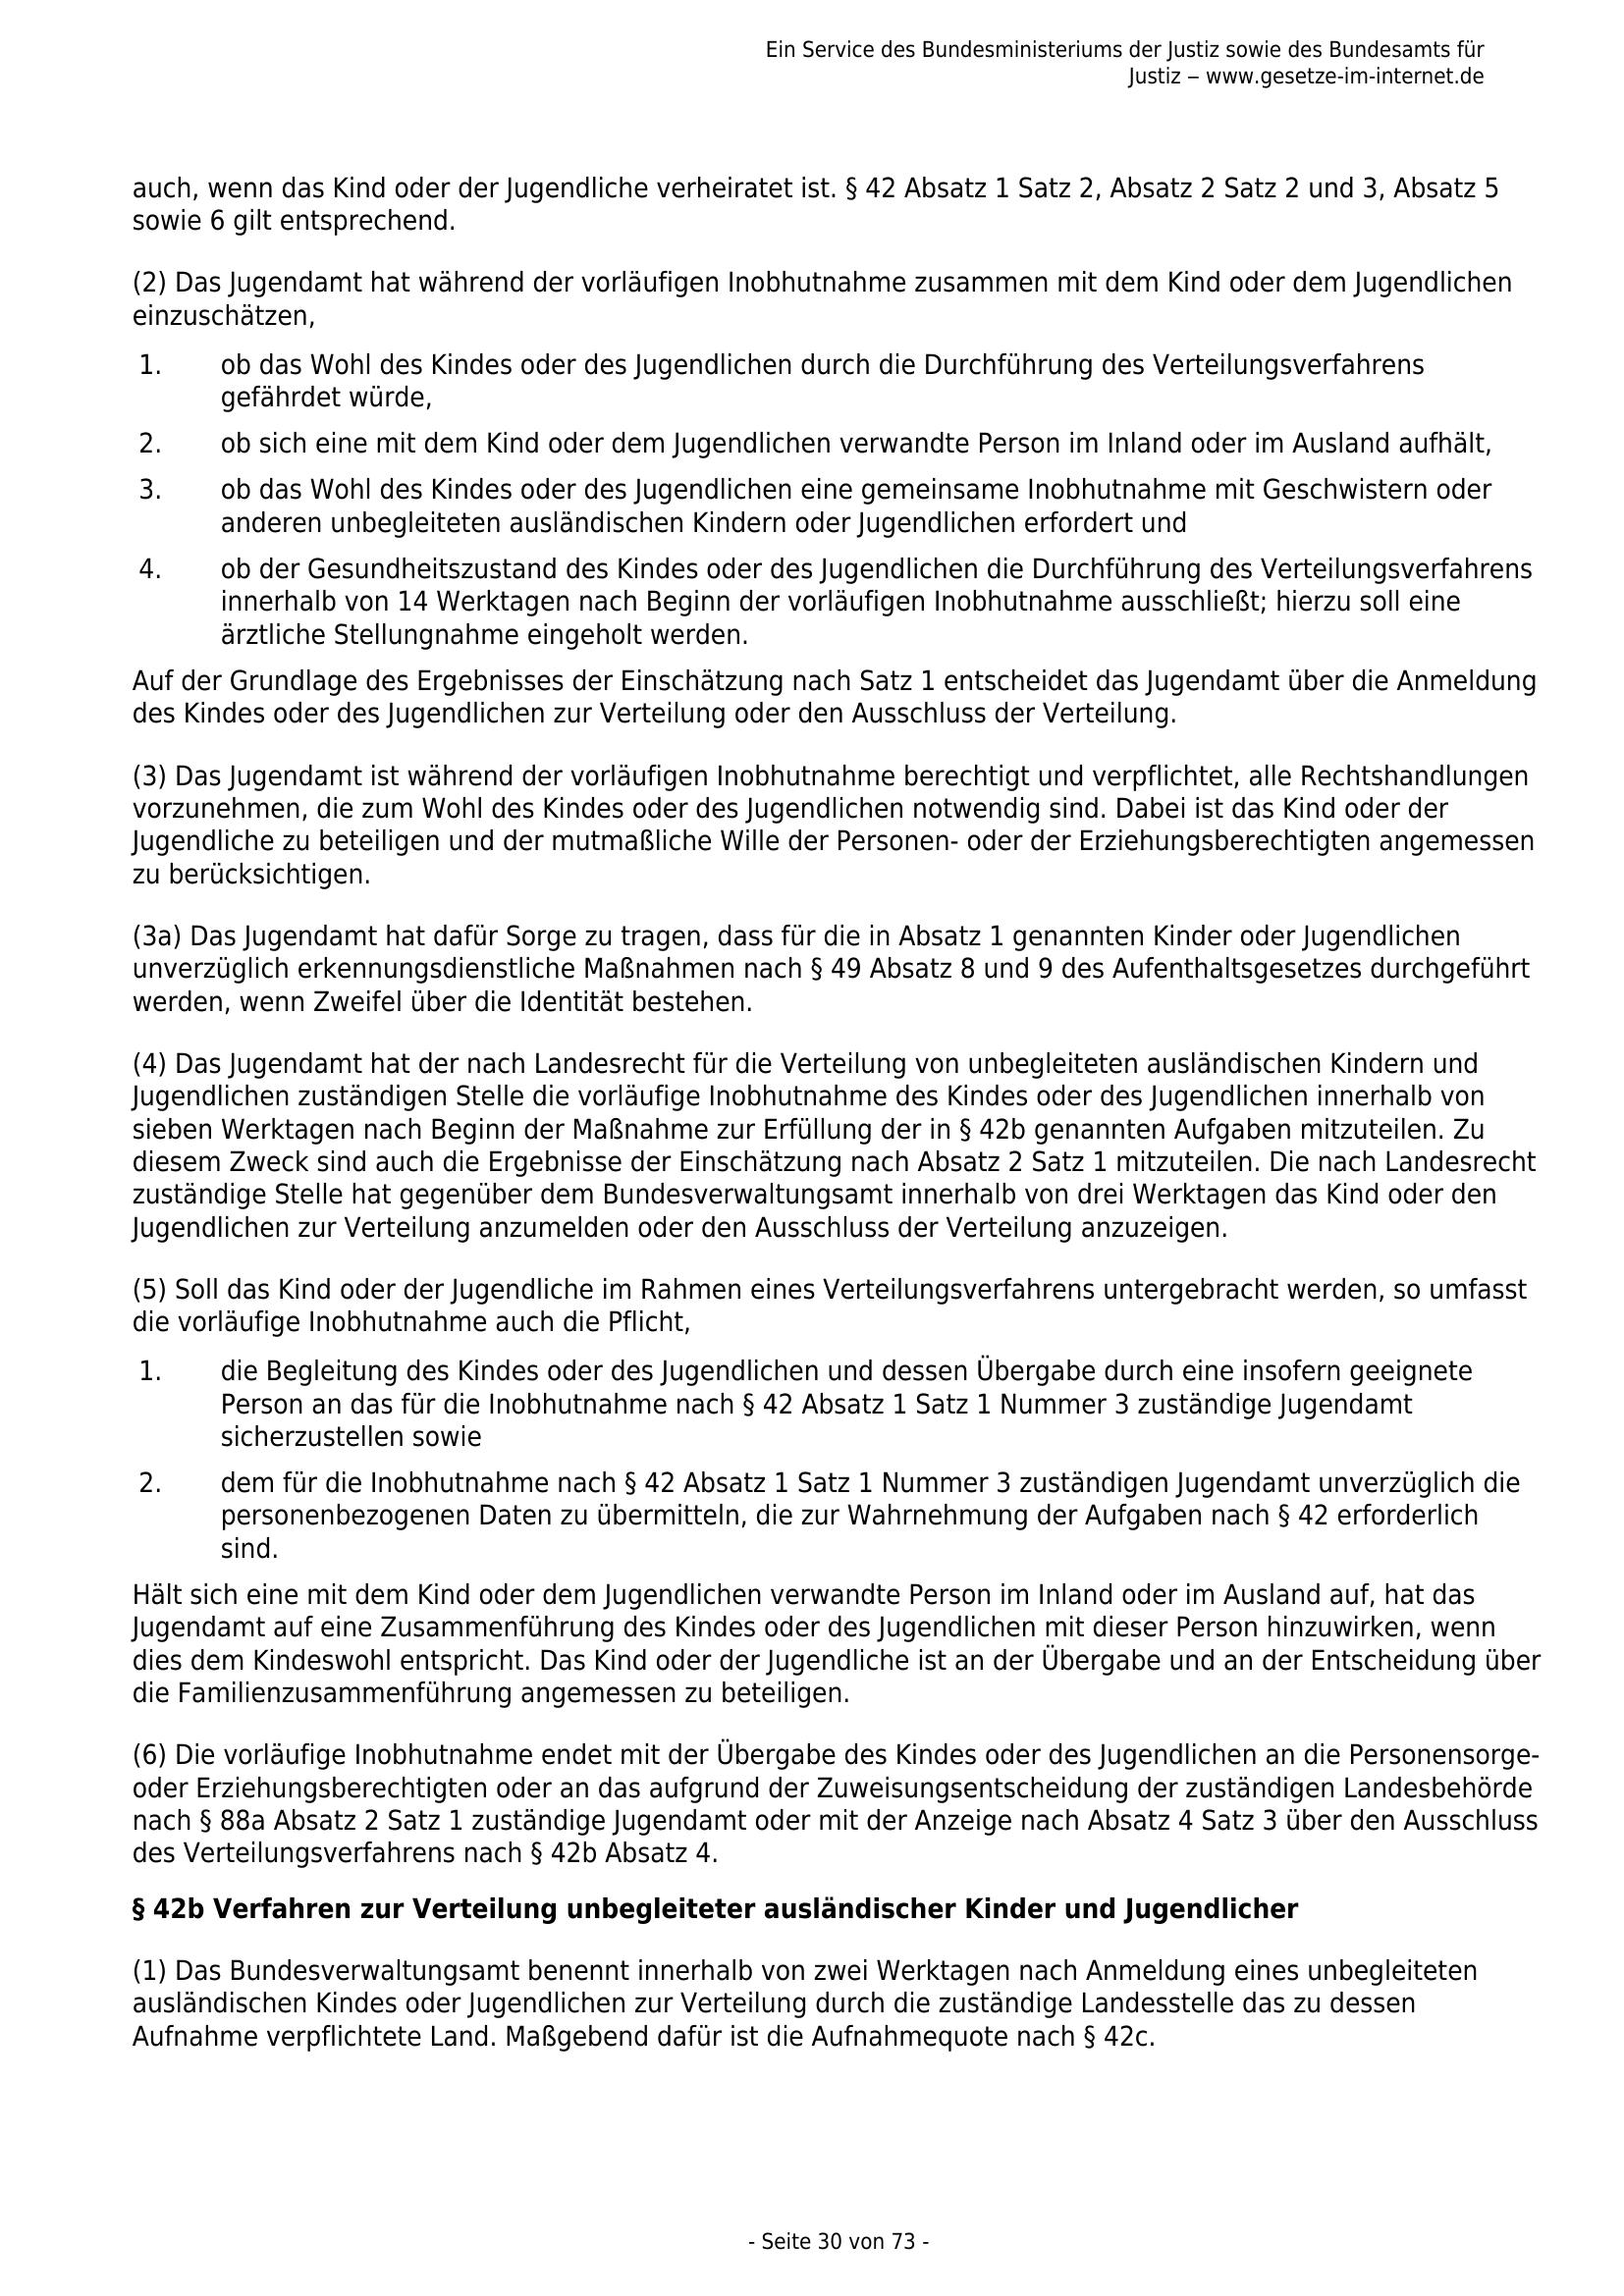 Ein Service des Bundesministeriums der Justiz sowie des Bundesamts für
Justiz ‒ www.gesetze-im-internet.de
auch, wenn das Kind oder der Jugendliche verheiratet ist. § 42 Absatz 1 Satz 2, Absatz 2 Satz 2 und 3, Absatz 5
sowie 6 gilt entsprechend.
(2) Das Jugendamt hat während der vorläufigen Inobhutnahme zusammen mit dem Kind oder dem Jugendlichen
einzuschätzen,
1. ob das Wohl des Kindes oder des Jugendlichen durch die Durchführung des Verteilungsverfahrens
gefährdet würde,
2. ob sich eine mit dem Kind oder dem Jugendlichen verwandte Person im Inland oder im Ausland aufhält,
3. ob das Wohl des Kindes oder des Jugendlichen eine gemeinsame Inobhutnahme mit Geschwistern oder
anderen unbegleiteten ausländischen Kindern oder Jugendlichen erfordert und
4. ob der Gesundheitszustand des Kindes oder des Jugendlichen die Durchführung des Verteilungsverfahrens
innerhalb von 14 Werktagen nach Beginn der vorläufigen Inobhutnahme ausschließt; hierzu soll eine
ärztliche Stellungnahme eingeholt werden.
Auf der Grundlage des Ergebnisses der Einschätzung nach Satz 1 entscheidet das Jugendamt über die Anmeldung
des Kindes oder des Jugendlichen zur Verteilung oder den Ausschluss der Verteilung.
(3) Das Jugendamt ist während der vorläufigen Inobhutnahme berechtigt und verpflichtet, alle Rechtshandlungen
vorzunehmen, die zum Wohl des Kindes oder des Jugendlichen notwendig sind. Dabei ist das Kind oder der
Jugendliche zu beteiligen und der mutmaßliche Wille der Personen- oder der Erziehungsberechtigten angemessen
zu berücksichtigen.
(3a) Das Jugendamt hat dafür Sorge zu tragen, dass für die in Absatz 1 genannten Kinder oder Jugendlichen
unverzüglich erkennungsdienstliche Maßnahmen nach § 49 Absatz 8 und 9 des Aufenthaltsgesetzes durchgeführt
werden, wenn Zweifel über die Identität bestehen.
(4) Das Jugendamt hat der nach Landesrecht für die Verteilung von unbegleiteten ausländischen Kindern und
Jugendlichen zuständigen Stelle die vorläufige Inobhutnahme des Kindes oder des Jugendlichen innerhalb von
sieben Werktagen nach Beginn der Maßnahme zur Erfüllung der in § 42b genannten Aufgaben mitzuteilen. Zu
diesem Zweck sind auch die Ergebnisse der Einschätzung nach Absatz 2 Satz 1 mitzuteilen. Die nach Landesrecht
zuständige Stelle hat gegenüber dem Bundesverwaltungsamt innerhalb von drei Werktagen das Kind oder den
Jugendlichen zur Verteilung anzumelden oder den Ausschluss der Verteilung anzuzeigen.
(5) Soll das Kind oder der Jugendliche im Rahmen eines Verteilungsverfahrens untergebracht werden, so umfasst
die vorläufige Inobhutnahme auch die Pflicht,
1. die Begleitung des Kindes oder des Jugendlichen und dessen Übergabe durch eine insofern geeignete
Person an das für die Inobhutnahme nach § 42 Absatz 1 Satz 1 Nummer 3 zuständige Jugendamt
sicherzustellen sowie
2. dem für die Inobhutnahme nach § 42 Absatz 1 Satz 1 Nummer 3 zuständigen Jugendamt unverzüglich die
personenbezogenen Daten zu übermitteln, die zur Wahrnehmung der Aufgaben nach § 42 erforderlich
sind.
Hält sich eine mit dem Kind oder dem Jugendlichen verwandte Person im Inland oder im Ausland auf, hat das
Jugendamt auf eine Zusammenführung des Kindes oder des Jugendlichen mit dieser Person hinzuwirken, wenn
dies dem Kindeswohl entspricht. Das Kind oder der Jugendliche ist an der Übergabe und an der Entscheidung über
die Familienzusammenführung angemessen zu beteiligen.
(6) Die vorläufige Inobhutnahme endet mit der Übergabe des Kindes oder des Jugendlichen an die Personensorge-
oder Erziehungsberechtigten oder an das aufgrund der Zuweisungsentscheidung der zuständigen Landesbehörde
nach § 88a Absatz 2 Satz 1 zuständige Jugendamt oder mit der Anzeige nach Absatz 4 Satz 3 über den Ausschluss
des Verteilungsverfahrens nach § 42b Absatz 4.
§ 42b Verfahren zur Verteilung unbegleiteter ausländischer Kinder und Jugendlicher
(1) Das Bundesverwaltungsamt benennt innerhalb von zwei Werktagen nach Anmeldung eines unbegleiteten
ausländischen Kindes oder Jugendlichen zur Verteilung durch die zuständige Landesstelle das zu dessen
Aufnahme verpflichtete Land. Maßgebend dafür ist die Aufnahmequote nach § 42c.
- Seite 30 von 73 -